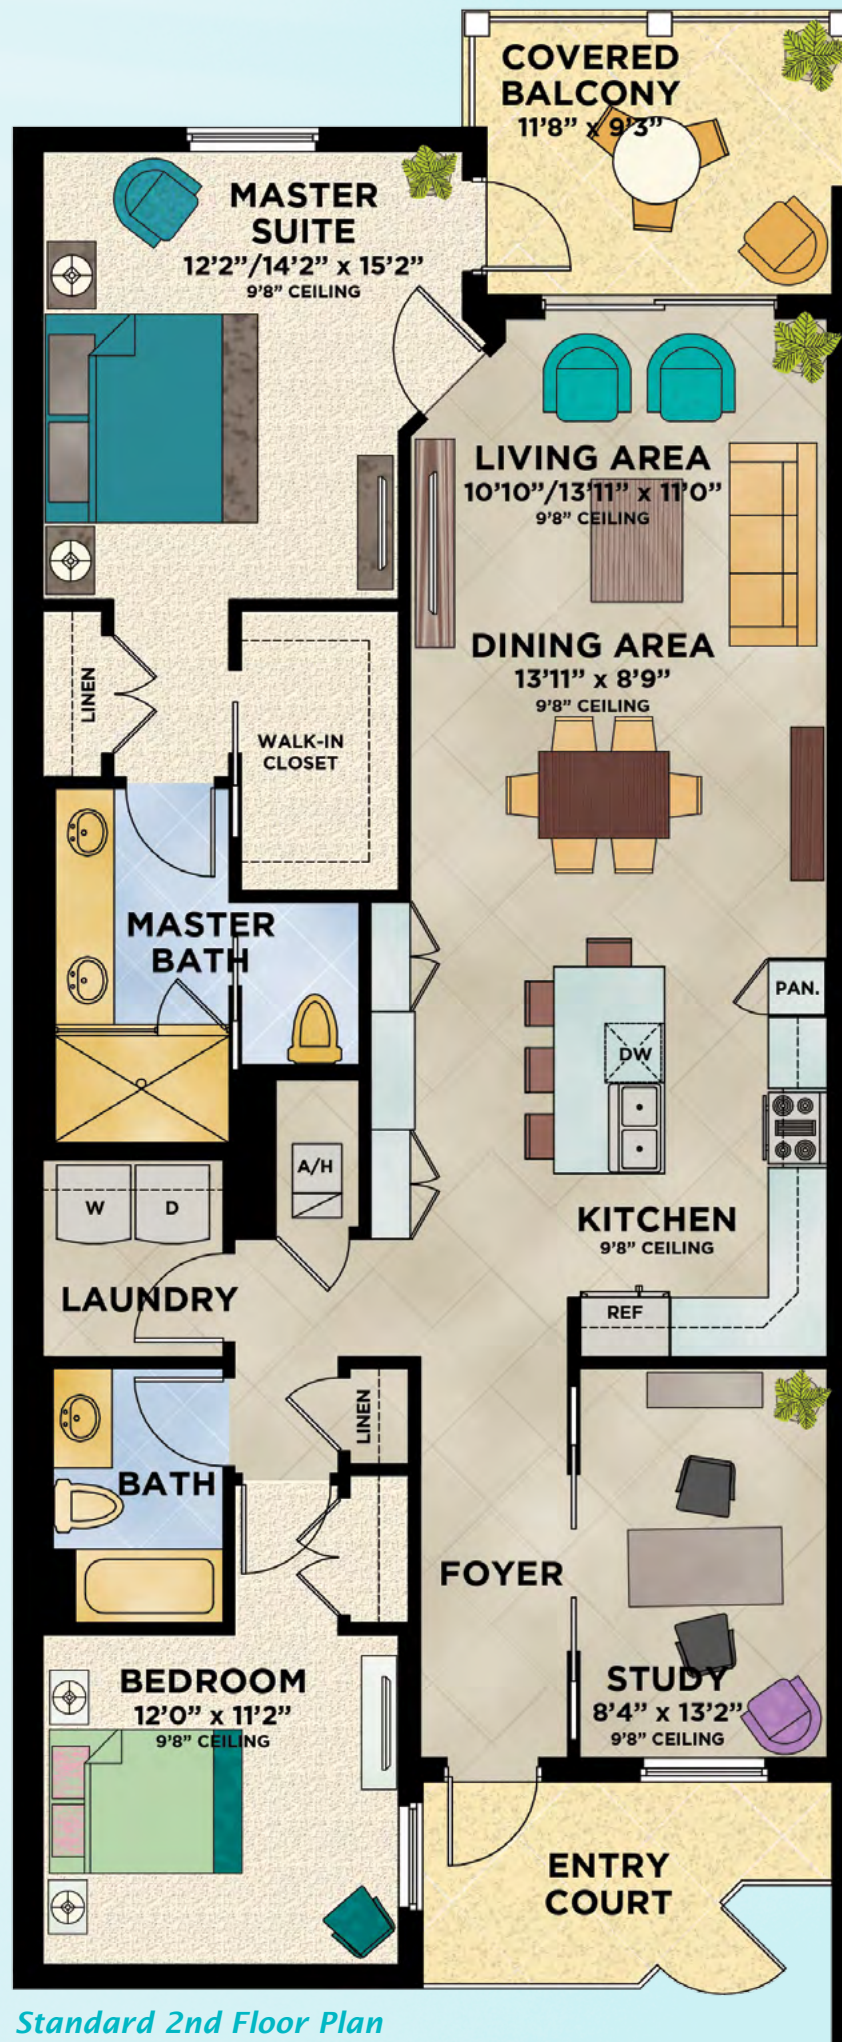 COVERED
BALCONY
11'8” x 9'3”
MASTER
SUITE
12'2”/14'2” x 15'2”
9'8” CEILING
LIVING AREA
10'10”/13'11” x 11'0”
9'8” CEILING
DINING AREA
13'11” x 8'9”
9'8” CEILING
LINEN
WALK-IN
CLOSET
MASTER
BATH
PAN.
DW
A/H
W
D
KITCHEN
9'8” CEILING
LAUNDRY
REF
LINEN
BATH
FOYER
STUDY
8'4” x 13'2”
9'8” CEILING
BEDROOM
12'0” x 11'2”
9'8” CEILING
ENTRY
COURT
Standard 2nd Floor Plan